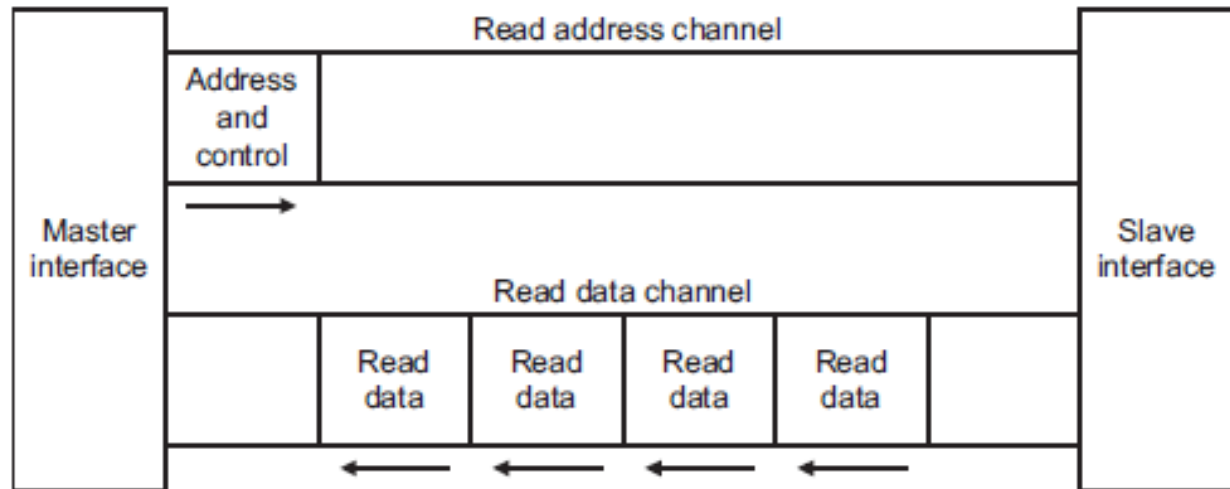 Read address channel
Address
and
control
Master
interface
Slave
interface
Read data channel
Read
data
Read
data
Read
data
Read
data